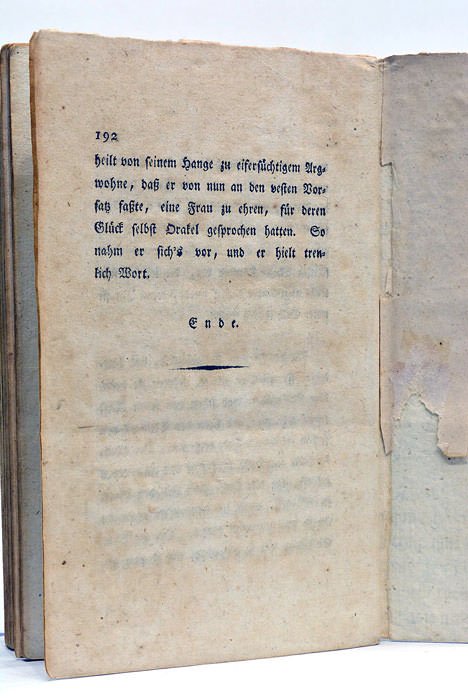 192
heilt von seinem Hange zu eifersüchtigem Arg-
wohne, daß er von nun an den vesten Vor-
satz faßte, eine Frau zu ehren, für deren
Glück selbst Orakel gesprochen hatten. So
nahm er sich's vor, und er hielt treu-
lich Wort.
Ende.